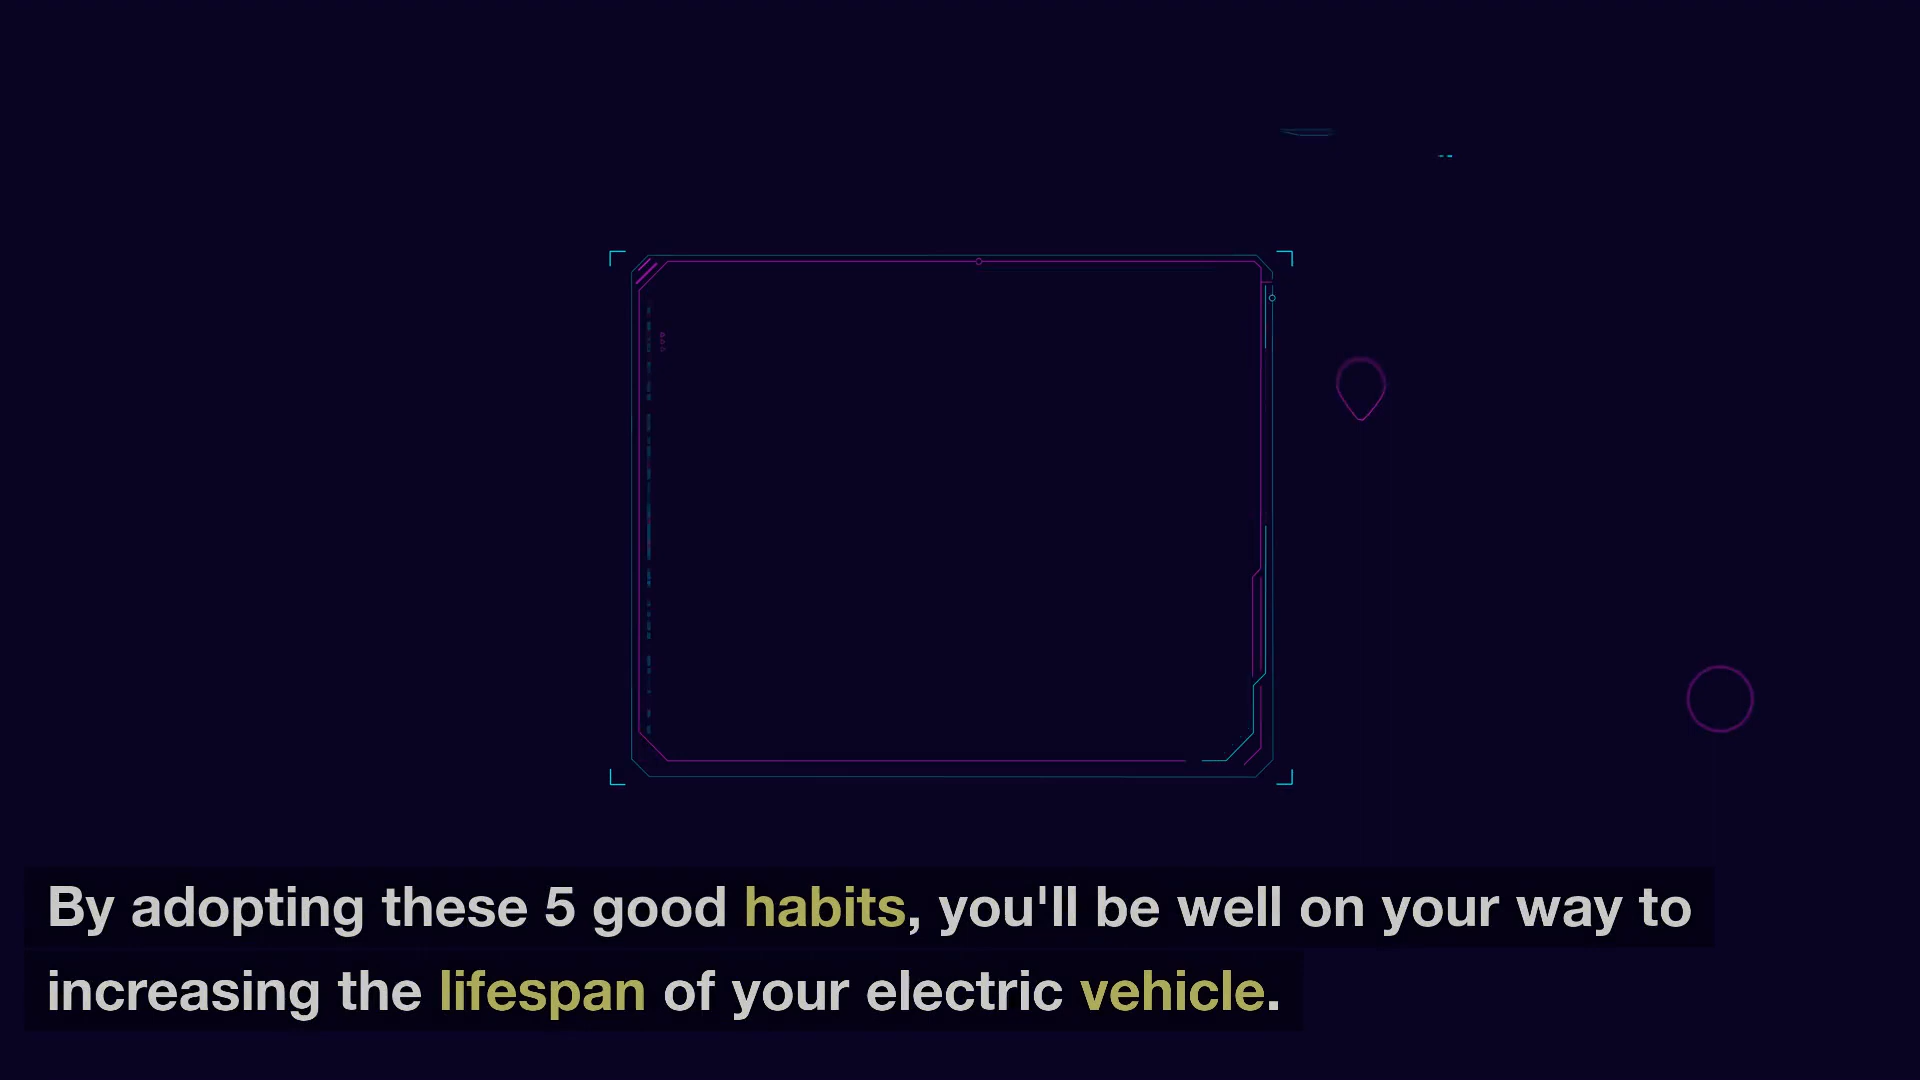 By adopting these 5 good habits, you'll be well on your way to
increasing the lifespan of your electric vehicle.